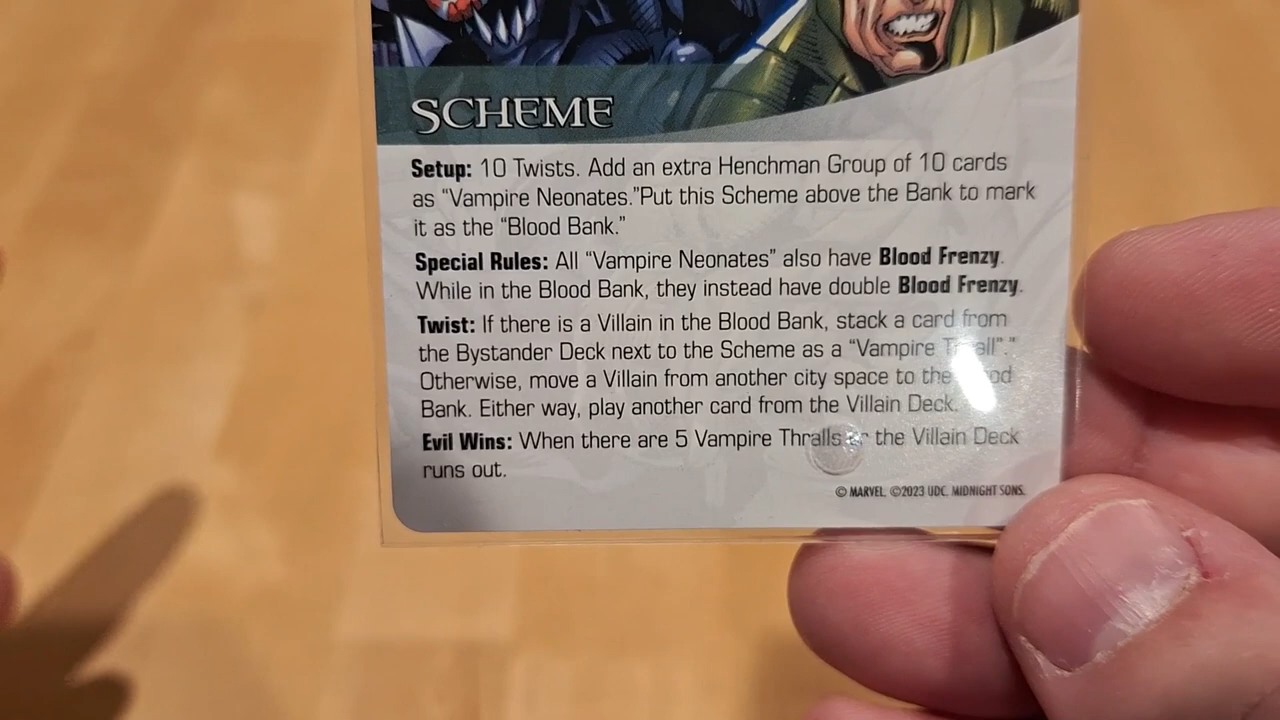 SCHEME
Setup: 10 Twists. Add an extra Henchman Group of 10 cards
as “Vampire Neonates.”Put this Scheme above the Bank to mark
it as the “Blood Bank.”
Special Rules: All “Vampire Neonates” also have Blood Frenzy.
While in the Blood Bank, they instead have double Blood Frenzy.
Twist: If there is a Villain in the Blood Bank, stack a card from
the Bystander Deck next to the Scheme as a “Vampire
Otherwise, move a Villain from another city space to the
Bank. Either way, play another card from the Villain Deck.
Evil Wins: When there are 5 Vampire Thralls or the Villain Deck
runs out.
© MARVEL. ©2023 UDC. MIDNIGHT SONS.